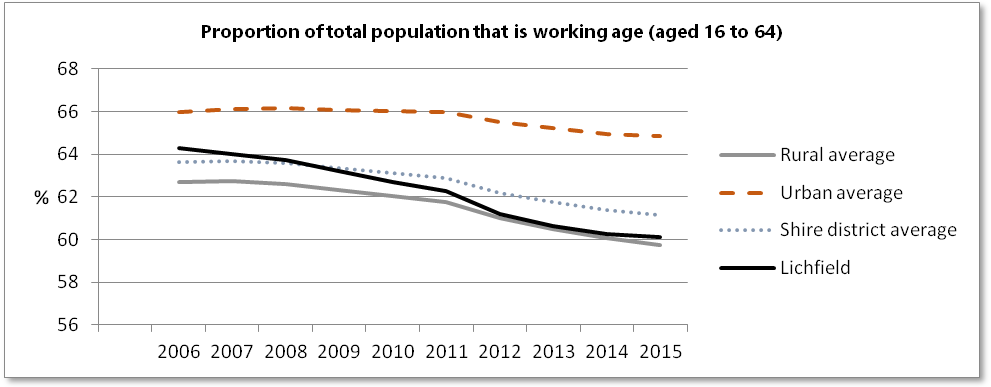 Proportion of total population that is working age (aged 16 to 64)
68
66
64
62
60
58
56
%
2006 2007 2008 2009 2010 2011 2012 2013 2014 2015
Rural average
Urban average
Shire district average
Lichfield